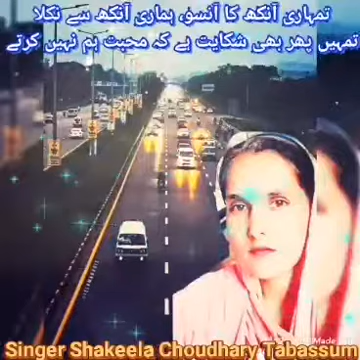 تمہاری آنکھ کا آنسو، ہماری آنکھ سے نکلا
تمہیں پھر بھی شکایت ہے کہ محبت ہم نہیں کرتے
Made
Singer Shakeela Choudhary Tabassum